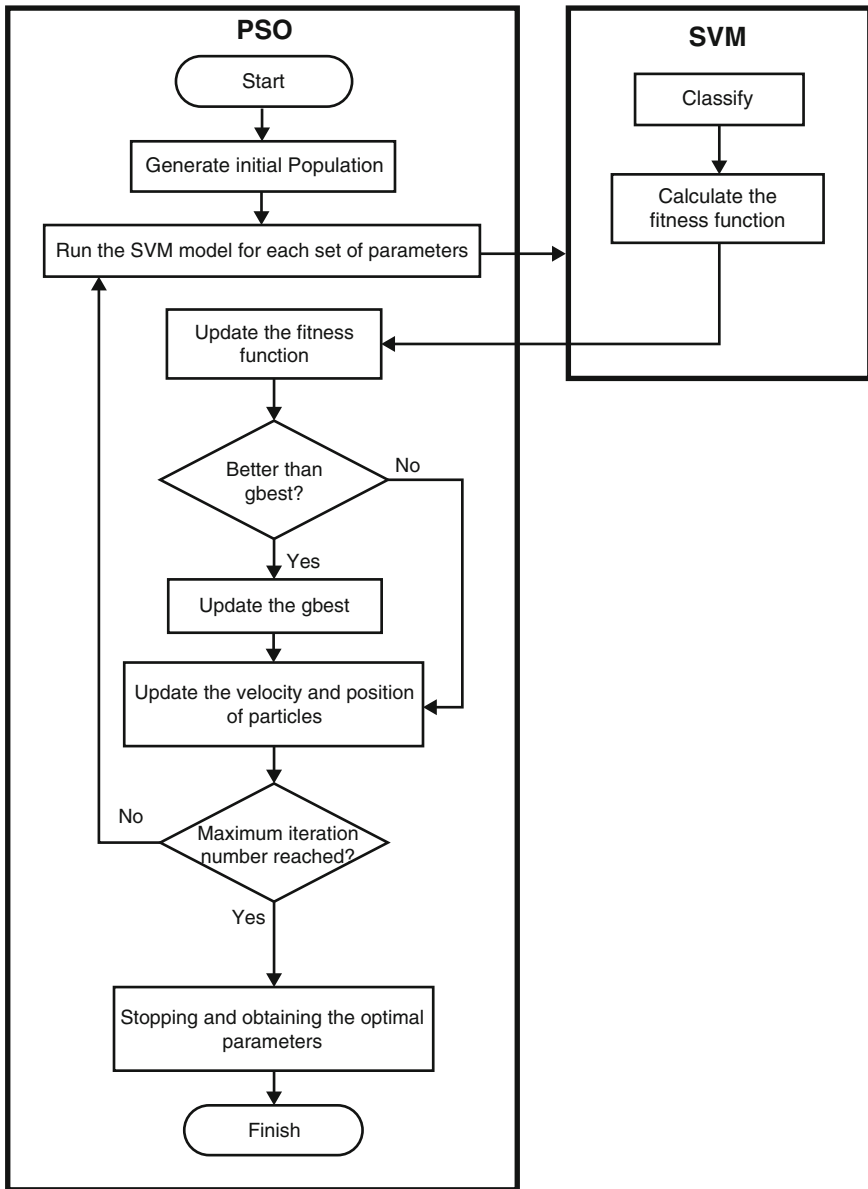 PSO
Start
Generate initial Population
Run the SVM model for each set of parameters
SVM
Classify
Calculate the
fitness function
Update the fitness
function
Better than
gbest?
No
Yes
Update the gbest
Update the velocity and position
of particles
Maximum iteration
number reached?
No
Yes
Stopping and obtaining the optimal
parameters
Finish